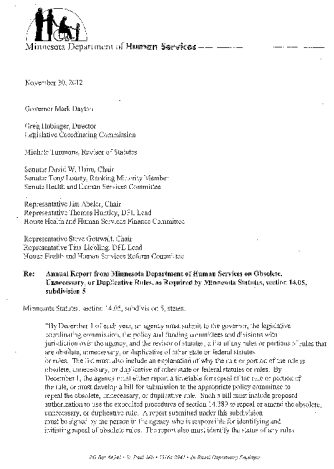 Minnesota Department of Human Services
November 30, 2012
Governor Mark Dayton
Greg Hubinger, Director
Legislative Coordinating Commission
Michele Timmons, Revisor of Statutes
Senator David W. Hann, Chair
Senator Tony Lourey, Ranking Minority Member
Senate Health and Human Services Committee
Representative Jim Abeler, Chair
Representative Thomas Huntley, DFL Lead
House Health and Human Services Finance Committee
Representative Steve Gottwalt, Chair
Representative Tina Liebling, DFL Lead
House Health and Human Services Reform Committee
Re: Annual Report from Minnesota Department of Human Services on Obsolete,
Unnecessary, or Duplicative Rules, as Required by Minnesota Statutes, section 14.05,
subdivision 5
Minnesota Statutes, section 14.05, subdivision 5, states:
"By December 1 of each year, an agency must submit to the governor, the legislative
coordinating commission, the policy and funding committees and divisions with
jurisdiction over the agency, and the revisor of statutes, a list of any rules or portions of rules that
are obsolete, unnecessary, or duplicative of other state or federal statutes
or rules. The list must also include an explanation of why the rule or portion of the rule is
obsolete, unnecessary, or duplicative of other state or federal statutes or rules. By
December 1, the agency must either report a timetable for repeal of the rule or portion of
the rule, or must develop a bill for submission to the appropriate policy committee to
repeal the obsolete, unnecessary, or duplicative rule. Such a bill must include proposed
authorization to use the expedited procedures of section 14.389 to repeal or amend the obsolete,
unnecessary, or duplicative rule. A report submitted under this subdivision
must be signed by the person in the agency who is responsible for identifying and
initiating repeal of obsolete rules. The report also must identify the status of any rules